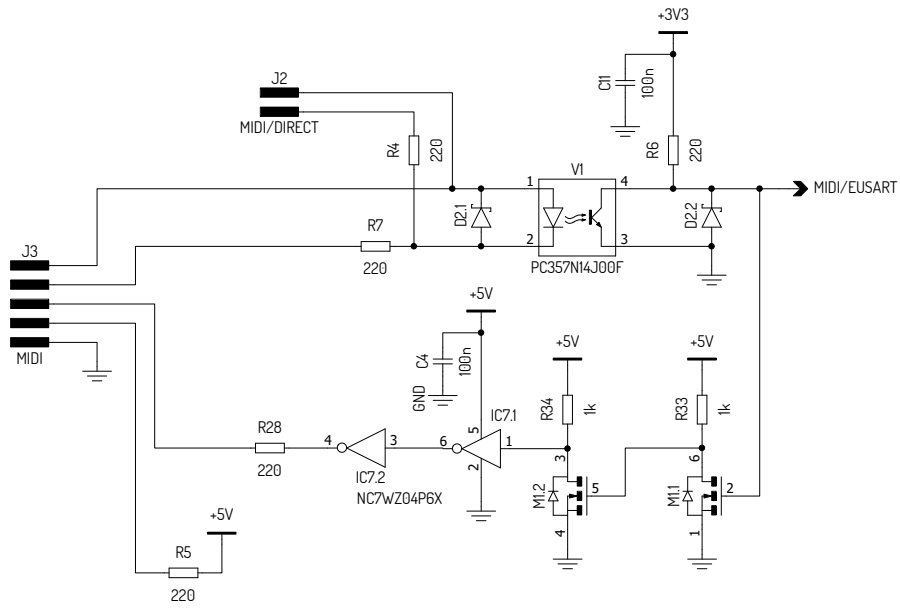 +3V3
C11
100n
J2
MIDI/DIRECT
R4
220
R6
220
V1
1
4
MIDI/EUSART
D2.1
D2.2
R7
220
2
3
PC357N14J00F
J3
MIDI
+5V
C4
100n
GND
IC7.1
5
6
1
2
+5V
R34
1k
+5V
R33
1k
R28
220
4
3
IC7.2
NC7WZ04P6X
3
M1.2
5
4
6
M1.1
2
1
+5V
R5
220